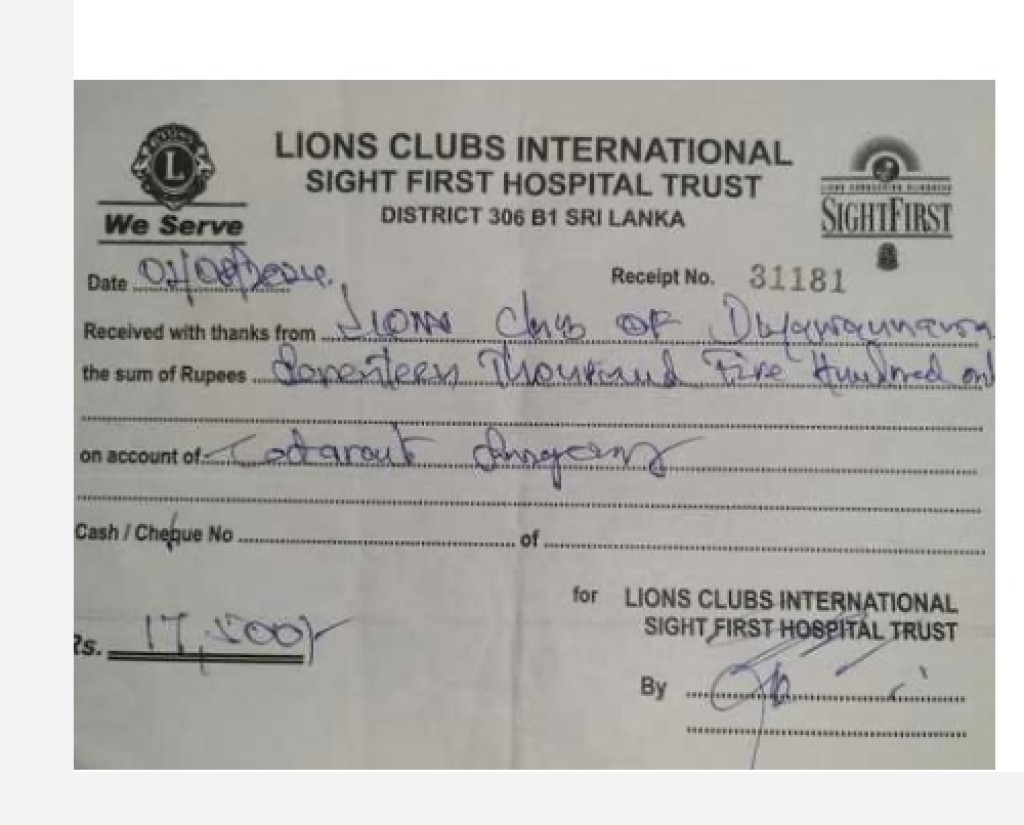 LIONS CLUBS INTERNATIONAL
SIGHT FIRST HOSPITAL TRUST
DISTRICT 306 B1 SRI LANKA
L
We Serve
SIGHTFIRST
Date
Receipt No. 31181
Received with thanks from Lions Club OF
the sum of Rupees Seventeen Thousand Five Hundred only
on account of Cataract Surgery
Cash / Cheque No of
for LIONS CLUBS INTERNATIONAL
SIGHT FIRST HOSPITAL TRUST
Rs. 17,500/-
By